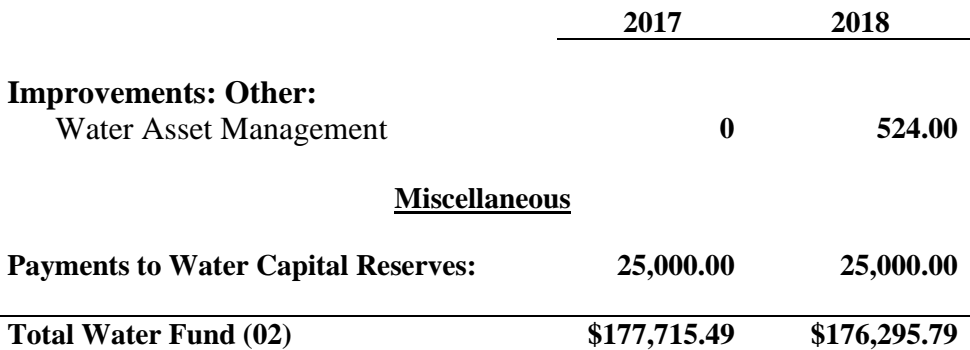 2017 2018
Improvements: Other:
Water Asset Management 0 524.00
Miscellaneous
Payments to Water Capital Reserves: 25,000.00 25,000.00
Total Water Fund (02) $177,715.49 $176,295.79